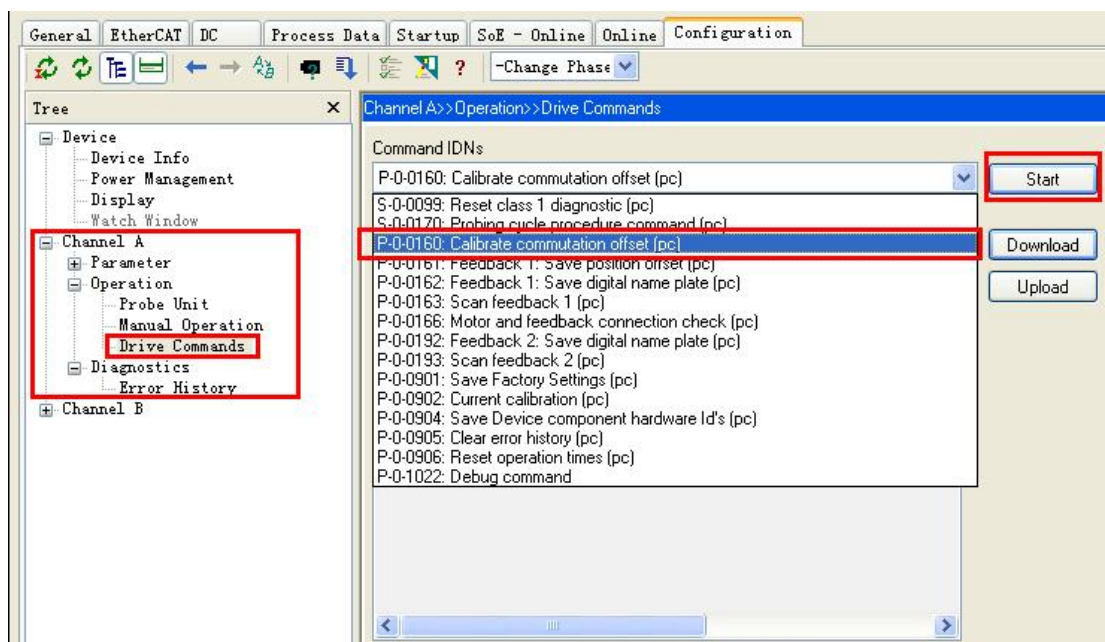 General EtherCAT DC Process Data Startup SoE - Online Online Configuration
-Change Phase
Tree
Device
Device Info
Power Management
Display
Watch Window
Channel A
Parameter
Operation
Probe Unit
Manual Operation
Drive Commands
Diagnostics
Error History
Channel B
Channel A>>Operation>>Drive Commands
Command IDNs
P-0-0160: Calibrate commutation offset (pc)
Start
S-0-0099: Reset class 1 diagnostic (pc)
S-0-0170: Probing cycle procedure command (pc)
P-0-0160: Calibrate commutation offset (pc)
P-0-0161: Feedback 1: Save position offset (pc)
P-0-0162: Feedback 1: Save digital name plate (pc)
P-0-0163: Scan feedback 1 (pc)
P-0-0166: Motor and feedback connection check (pc)
P-0-0192: Feedback 2: Save digital name plate (pc)
P-0-0193: Scan feedback 2 (pc)
P-0-0901: Save Factory Settings (pc)
P-0-0902: Current calibration (pc)
P-0-0904: Save Device component hardware Id's (pc)
P-0-0905: Clear error history (pc)
P-0-0906: Reset operation times (pc)
P-0-1022: Debug command
Download
Upload